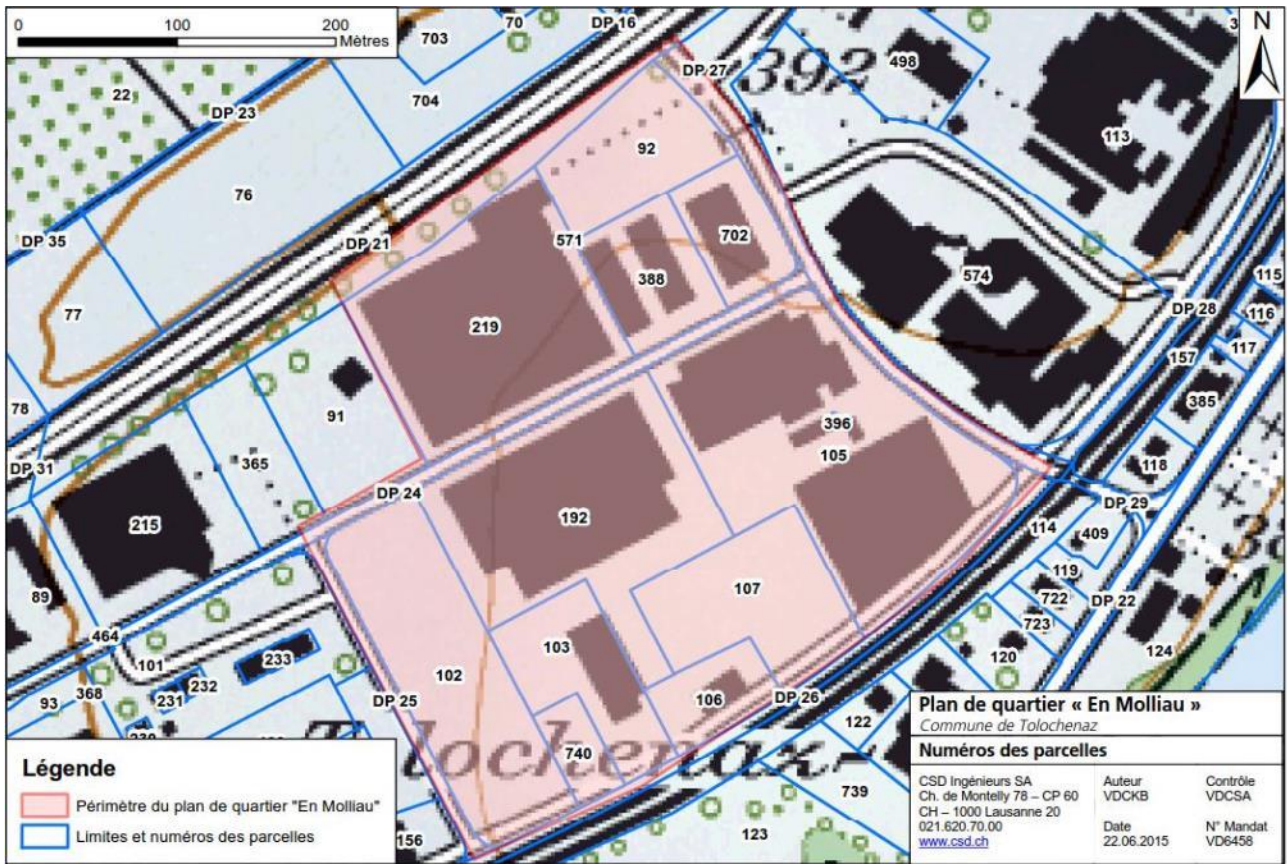 0 100 200
Mètres
70
DP 16
703
3
N
DP 27
392
498
22
704
DP 23
113
92
76
DP 35
DP 21
571
702
574
388
115
77
219
DP 28
116
157
117
78
91
385
396
DP 31
365
105
118
DP 24
215
192
DP 29
114
409
119
89
107
722
DP 22
464
723
103
101
233
120
124
102
232
368
93
231
DP 25
106
DP 26
122
740
739
156
123
Légende
Périmètre du plan de quartier "En Molliau"
Limites et numéros des parcelles
Plan de quartier « En Molliau »
Commune de Tolochenaz
Numéros des parcelles
CSD Ingénieurs SA
Ch. de Montelly 78 – CP 60
CH – 1000 Lausanne 20
021.620.70.00
www.csd.ch
Auteur
VDCKB
Date
22.06.2015
Contrôle
VDCSA
N° Mandat
VD6458